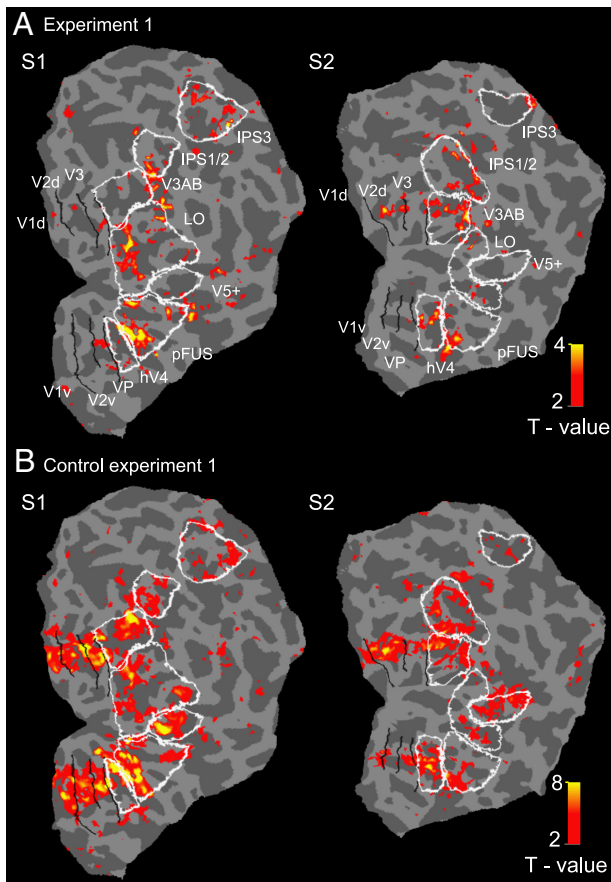 A Experiment 1
S1
S2
IPS3
IPS3
IPS1/2
IPS1/2
V3
V2d
V3AB
V1d
LO
V5+
pFUS
hV4
VP
V2v
V1v
V3
V2d
V1d
V3AB
LO
V5+
V1v
V2v
VP
hV4
pFUS
4
2
T - value
B Control experiment 1
S1
S2
8
2
T - value